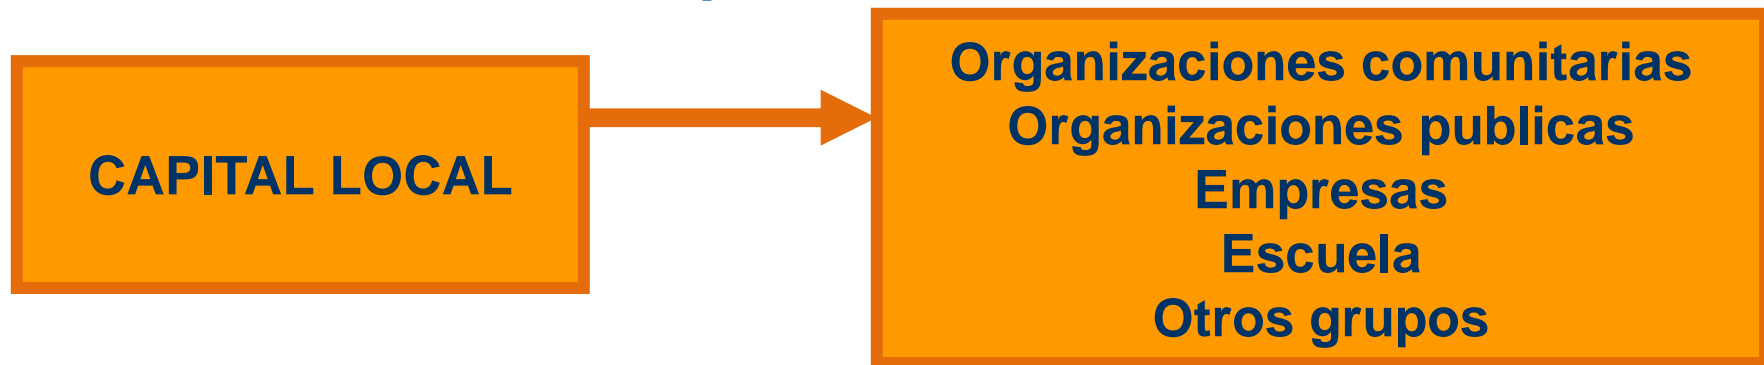 CAPITAL LOCAL
Organizaciones comunitarias
Organizaciones publicas
Empresas
Escuela
Otros grupos